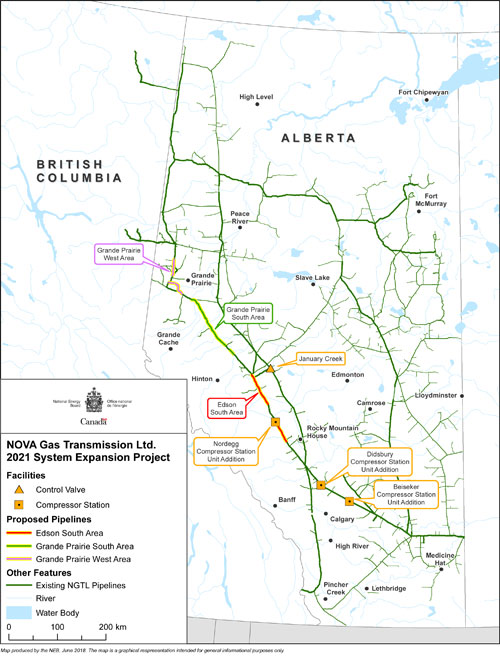 High Level
Fort Chipewyan
ALBERTA
BRITISH
COLUMBIA
Fort
McMurray
Peace
River
Grande Prairie
West Area
Grande
Prairie
Slave Lake
Grande Prairie
South Area
Grande
Cache
January Creek
Hinton
Edmonton
Edson
South Area
Camrose
Lloydminster
Nordegg
Compressor Station
Unit Addition
Rocky Mountain
House
Didsbury
Compressor Station
Unit Addition
Beiseker
Compressor Station
Unit Addition
Banff
Calgary
High River
Medicine
Hat
Pincher
Creek
Lethbridge
National Energy
Board
Office national
de l'énergie
Canada
NOVA Gas Transmission Ltd.
2021 System Expansion Project
Facilities
Control Valve
Compressor Station
Proposed Pipelines
Edson South Area
Grande Prairie South Area
Grande Prairie West Area
Other Features
Existing NGTL Pipelines
River
Water Body
0 100 200 km
Map produced by the NEB, June 2018. The map is a graphical respresentation intended for general informational purposes only.